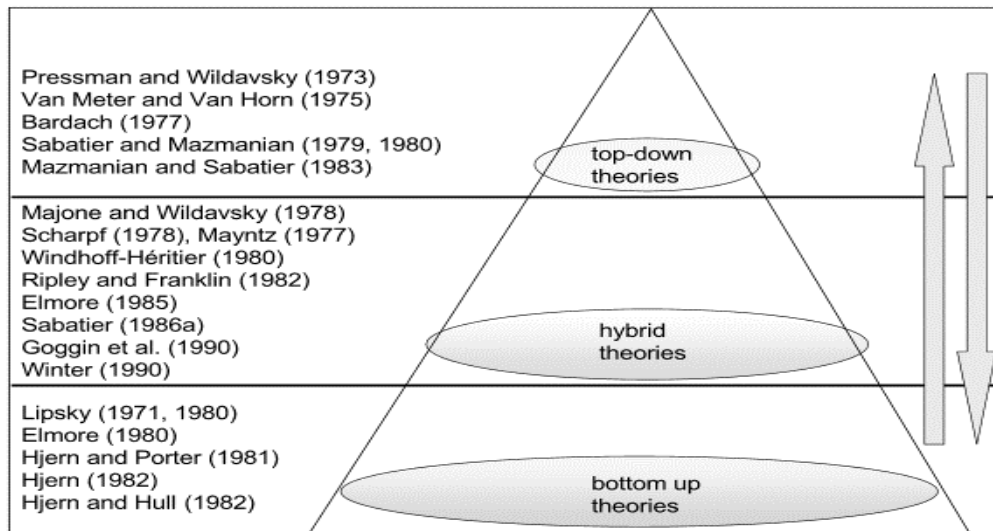 Pressman and Wildavsky (1973)
Van Meter and Van Horn (1975)
Bardach (1977)
Sabatier and Mazmanian (1979, 1980)
Mazmanian and Sabatier (1983)
top-down
theories
Majone and Wildavsky (1978)
Scharpf (1978), Mayntz (1977)
Windhoff-Héritier (1980)
Ripley and Franklin (1982)
Elmore (1985)
Sabatier (1986a)
Goggin et al. (1990)
Winter (1990)
hybrid
theories
Lipsky (1971, 1980)
Elmore (1980)
Hjern and Porter (1981)
Hjern (1982)
Hjern and Hull (1982)
bottom up
theories